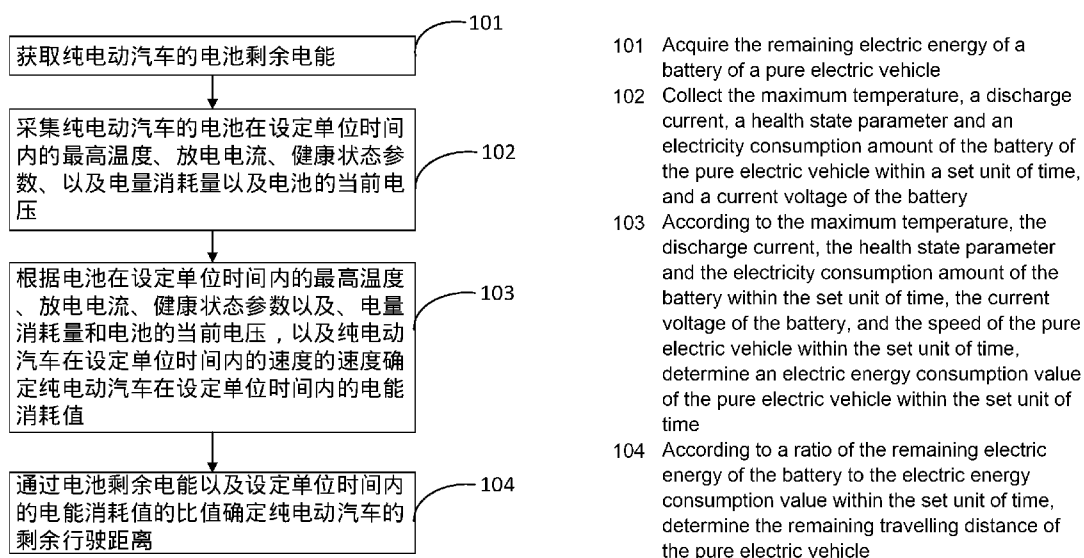 101
获取纯电动汽车的电池剩余电能
采集纯电动汽车的电池在设定单位时间
内的最高温度、放电电流、健康状态参
数、以及电量消耗量以及电池的当前电
压
102
根据电池在设定单位时间内的最高温度
、放电电流、健康状态参数以及、电量
消耗量和电池的当前电压，以及纯电动
汽车在设定单位时间内的速度的速度确
定纯电动汽车在设定单位时间内的电能
消耗值
103
通过电池剩余电能以及设定单位时间内
的电能消耗值的比值确定纯电动汽车的
剩余行驶距离
104
101 Acquire the remaining electric energy of a
battery of a pure electric vehicle
102 Collect the maximum temperature, a discharge
current, a health state parameter and an
electricity consumption amount of the battery of
the pure electric vehicle within a set unit of time,
and a current voltage of the battery
103 According to the maximum temperature, the
discharge current, the health state parameter
and the electricity consumption amount of the
battery within the set unit of time, the current
voltage of the battery, and the speed of the pure
electric vehicle within the set unit of time,
determine an electric energy consumption value
of the pure electric vehicle within the set unit of
time
104 According to a ratio of the remaining electric
energy of the battery to the electric energy
consumption value within the set unit of time,
determine the remaining travelling distance of
the pure electric vehicle